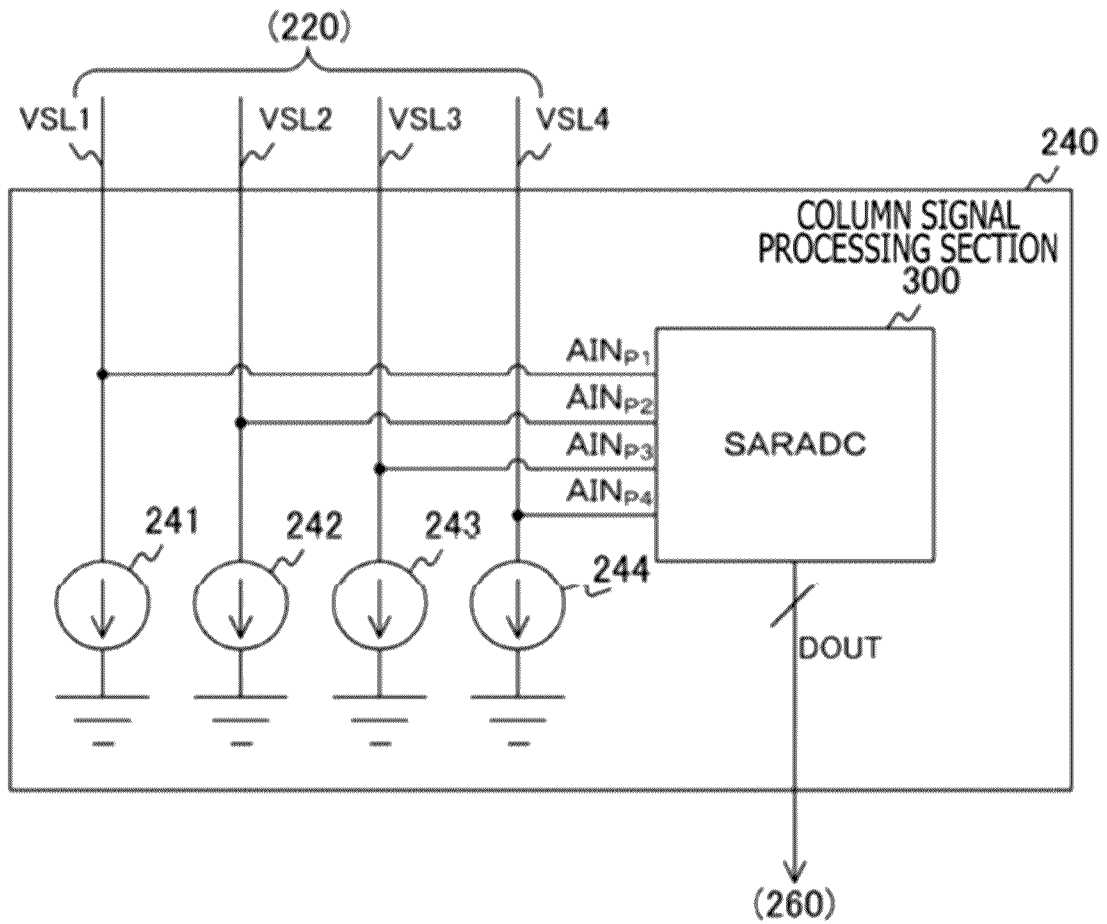 (220)
VSL1
VSL2
VSL3
VSL4
240
COLUMN SIGNAL
PROCESSING SECTION
300
AINP1
AINP2
AINP3
AINP4
SARADC
241
242
243
244
DOUT
(260)